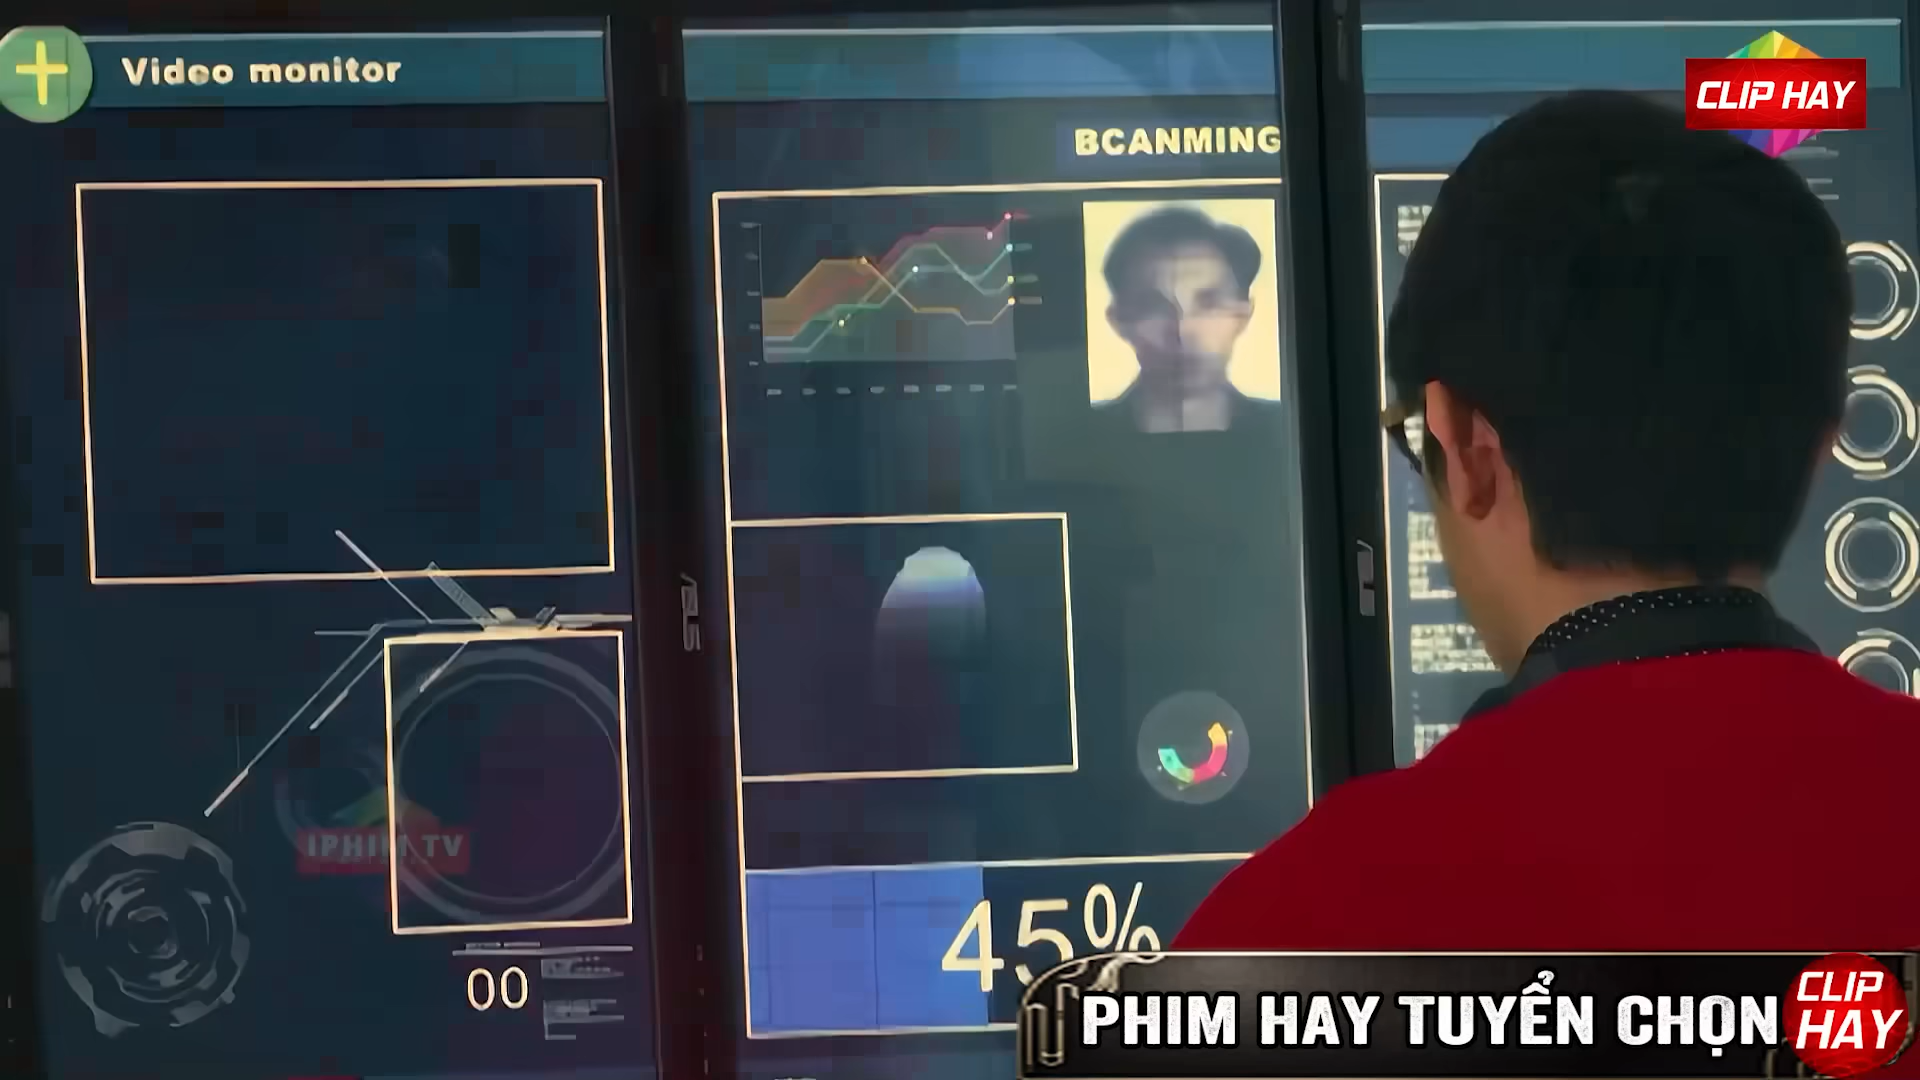 Video monitor
CLIP HAY
BCANMING
IPHIM TV
45%
00
PHIM HAY TUYỂN CHỌN
CLIP
HAY